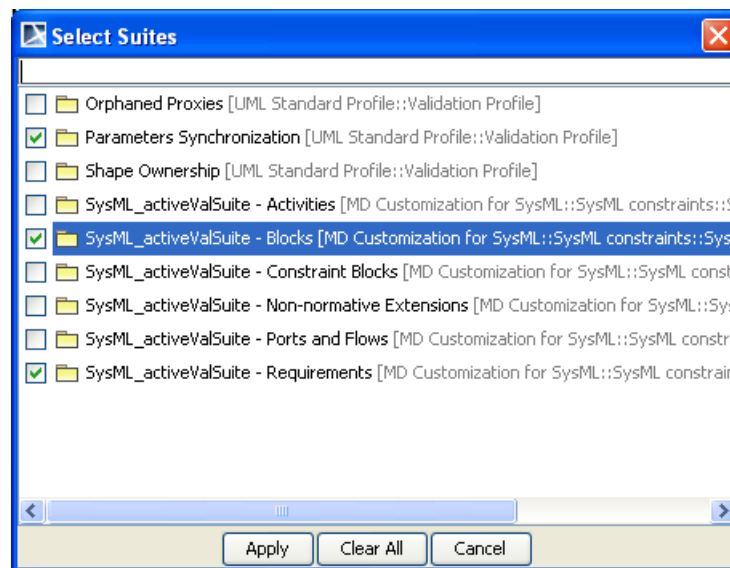 Select Suites
Orphaned Proxies [UML Standard Profile::Validation Profile]
Parameters Synchronization [UML Standard Profile::Validation Profile]
Shape Ownership [UML Standard Profile::Validation Profile]
SysML_activeValSuite - Activities [MD Customization for SysML::SysML constraints::S
SysML_activeValSuite - Blocks [MD Customization for SysML::SysML constraints::Sys
SysML_activeValSuite - Constraint Blocks [MD Customization for SysML::SysML const
SysML_activeValSuite - Non-normative Extensions [MD Customization for SysML::Sy
SysML_activeValSuite - Ports and Flows [MD Customization for SysML::SysML constr
SysML_activeValSuite - Requirements [MD Customization for SysML::SysML constrain
Apply Clear All Cancel